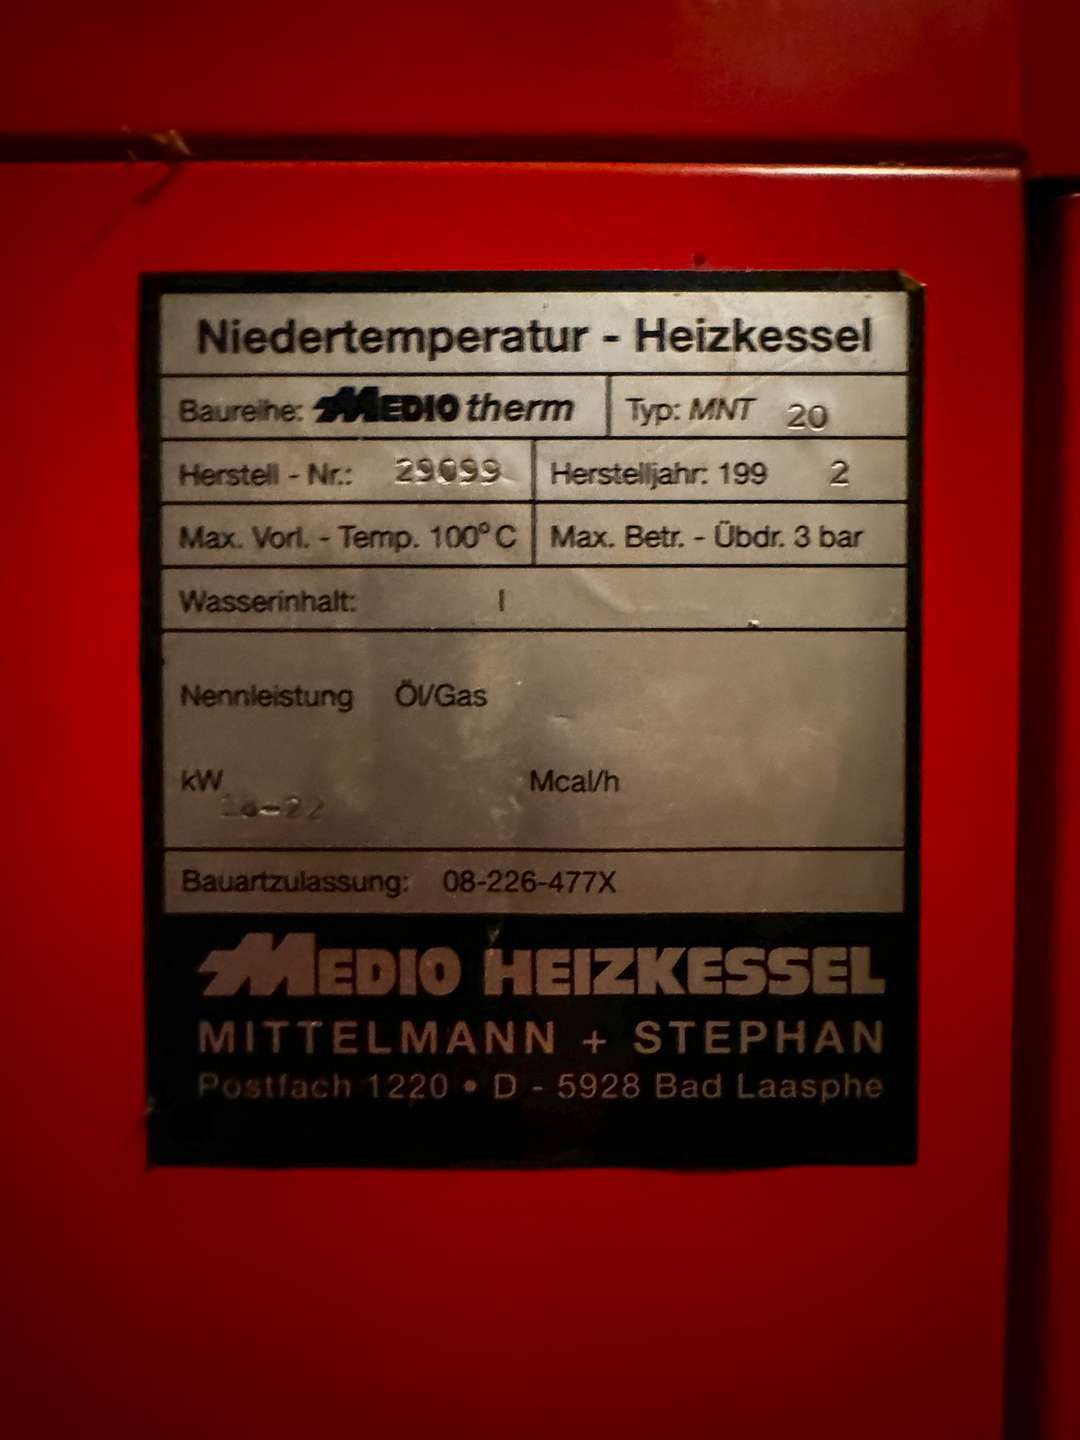 Niedertemperatur - Heizkessel
Baureihe: MEDIO therm Typ: MNT 20
Herstell - Nr.: 29099 Herstelljahr: 199 2
Max. Vorl. - Temp. 100°C Max. Betr. - Übdr. 3 bar
Wasserinhalt: l
Nennleistung Öl/Gas
kW Mcal/h
Bauartzulassung: 08-226-477X
MEDIO HEIZKESSEL
MITTELMANN + STEPHAN
Postfach 1220 • D - 5928 Bad Laasphe